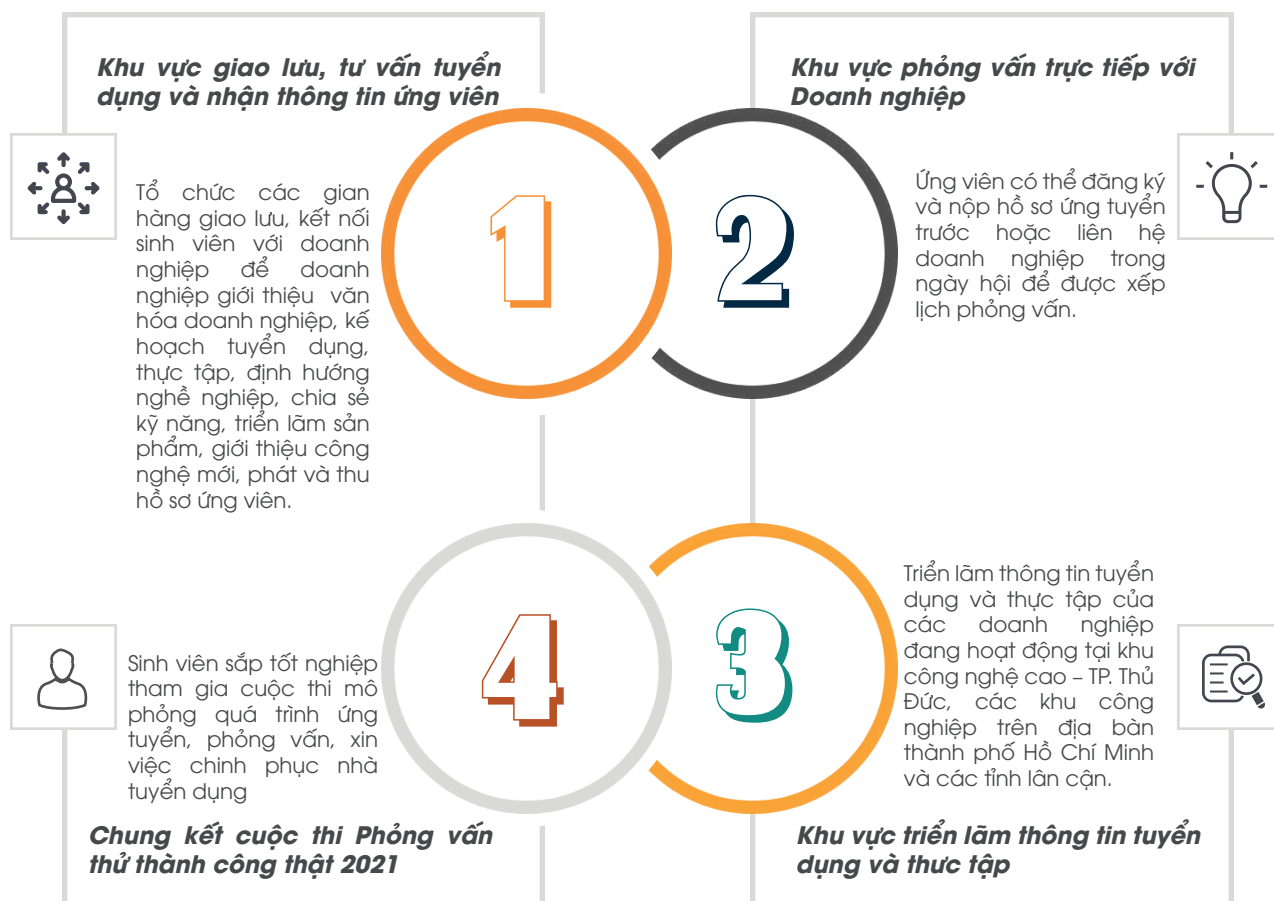 Khu vực giao lưu, tư vấn tuyển
dụng và nhận thông tin ứng viên
1
Tổ chức các gian
hàng giao lưu, kết nối
sinh viên với doanh
nghiệp để doanh
nghiệp giới thiệu văn
hóa doanh nghiệp, kế
hoạch tuyển dụng,
thực tập, định hướng
nghề nghiệp, chia sẻ
kỹ năng, triển lãm sản
phẩm, giới thiệu công
nghệ mới, phát và thu
hồ sơ ứng viên.
Khu vực phỏng vấn trực tiếp với
Doanh nghiệp
2
Ứng viên có thể đăng ký
và nộp hồ sơ ứng tuyển
trước hoặc liên hệ
doanh nghiệp trong
ngày hội để được xếp
lịch phỏng vấn.
3
Triển lãm thông tin tuyển
dụng và thực tập của
các doanh nghiệp
đang hoạt động tại khu
công nghệ cao – TP. Thủ
Đức, các khu công
nghiệp trên địa bàn
thành phố Hồ Chí Minh
và các tỉnh lân cận.
Khu vực triển lãm thông tin tuyển
dụng và thưc tập
4
Sinh viên sắp tốt nghiệp
tham gia cuộc thi mô
phỏng quá trình ứng
tuyển, phỏng vấn, xin
việc chinh phục nhà
tuyển dụng
Chung kết cuộc thi Phỏng vấn
thử thành công thật 2021